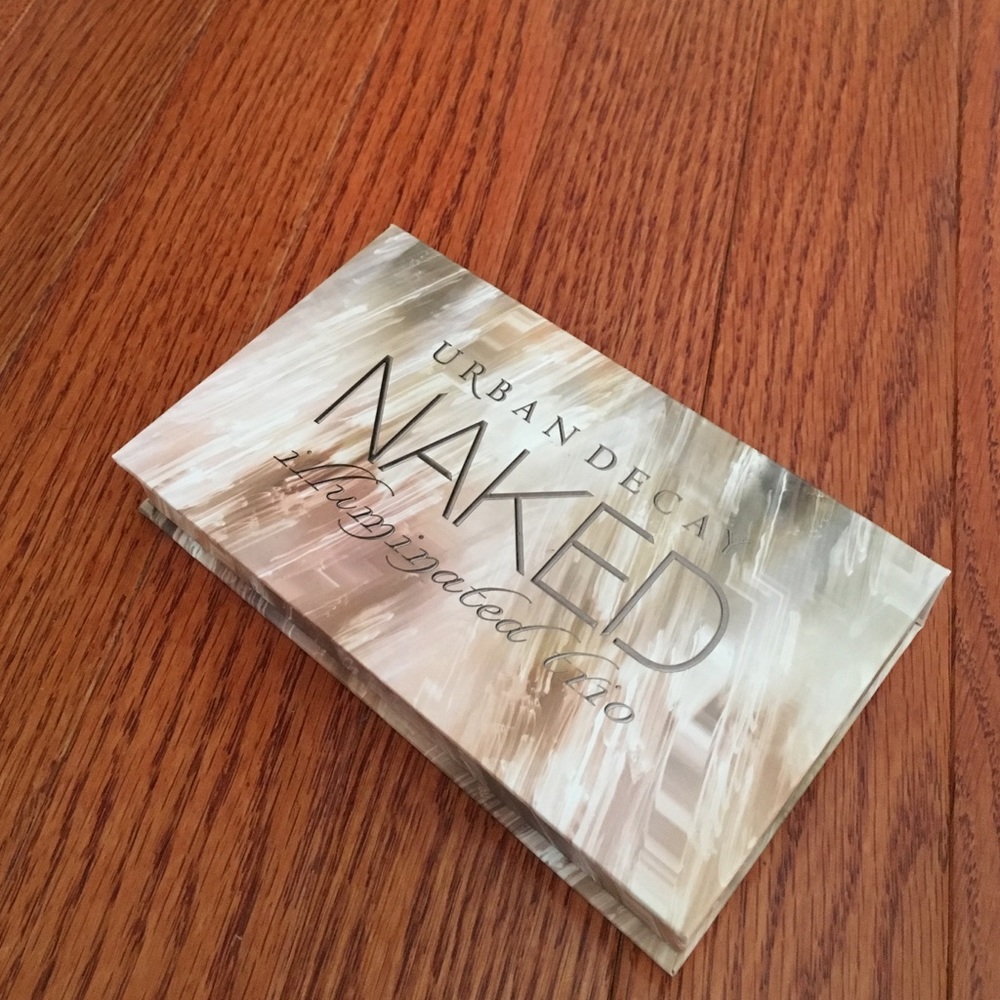 URBAN DECAY
NAKED
illuminated trio